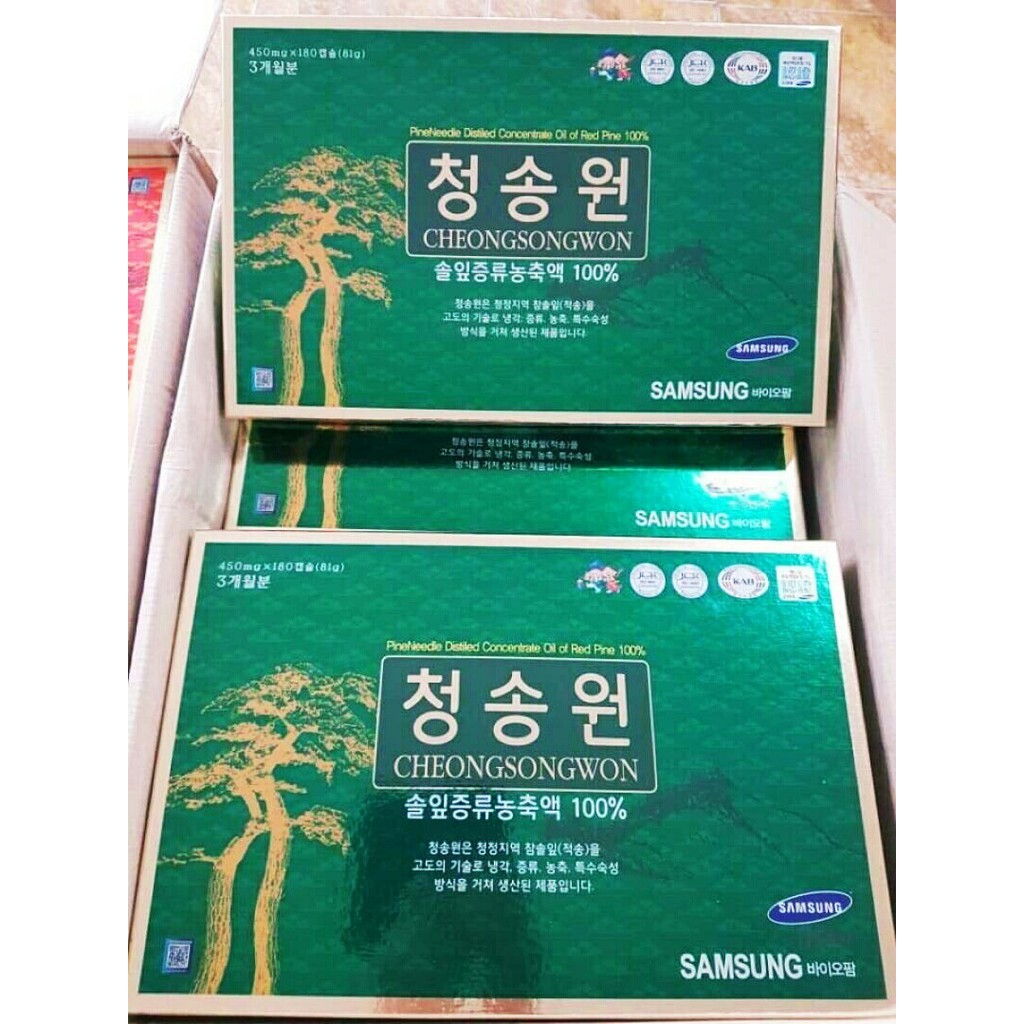 450mg×180캡슐(81g)
3개월분
KAB
PineNeedle Distiled Concentrate Oil of Red Pine 100%
청송원
CHEONGSONGWON
솔잎증류농축액 100%
청송원은 청정지역 참솔잎(적송)을
고도의 기술로 냉각, 증류, 농축, 특수숙성
방식을 거쳐 생산된 제품입니다.
SAMSUNG
SAMSUNG 바이오팜
청송원은 청정지역 참솔잎(적송)을
고도의 기술로 냉각, 증류, 농축, 특수숙성
방식을 거쳐 생산된 제품입니다
SAMSUNG 바이오팜
450mg×180캡슐(81g)
3개월분
KAB
PineNeedle Distiled Concentrate Oil of Red Pine 100%
청송원
CHEONGSONGWON
솔잎증류농축액 100%
청송원은 청정지역 참솔잎(적송)을
고도의 기술로 냉각, 증류, 농축, 특수숙성
방식을 거쳐 생산된 제품입니다.
SAMSUNG
SAMSUNG 바이오팜